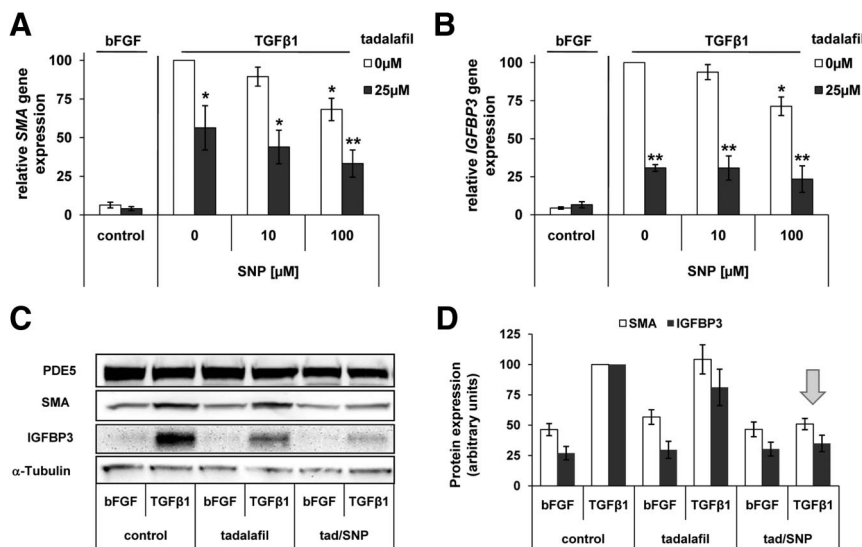 A
bFGF TGFβ1 tadalafil
0µM
25µM
relative SMA gene
expression
100
75
50
25
0
*
*
*
**
control 0 10 100
SNP [µM]
B
bFGF TGFβ1 tadalafil
0µM
25µM
relative IGFBP3 gene
expression
100
75
50
25
0
**
**
*
**
control 0 10 100
SNP [µM]
C
PDE5
SMA
IGFBP3
α-Tubulin
bFGF TGFβ1 bFGF TGFβ1 bFGF TGFβ1
control tadalafil tad/SNP
D
SMA IGFBP3
Protein expression
(arbitrary units)
125
100
75
50
25
0
bFGF TGFβ1 bFGF TGFβ1 bFGF TGFβ1
control tadalafil tad/SNP